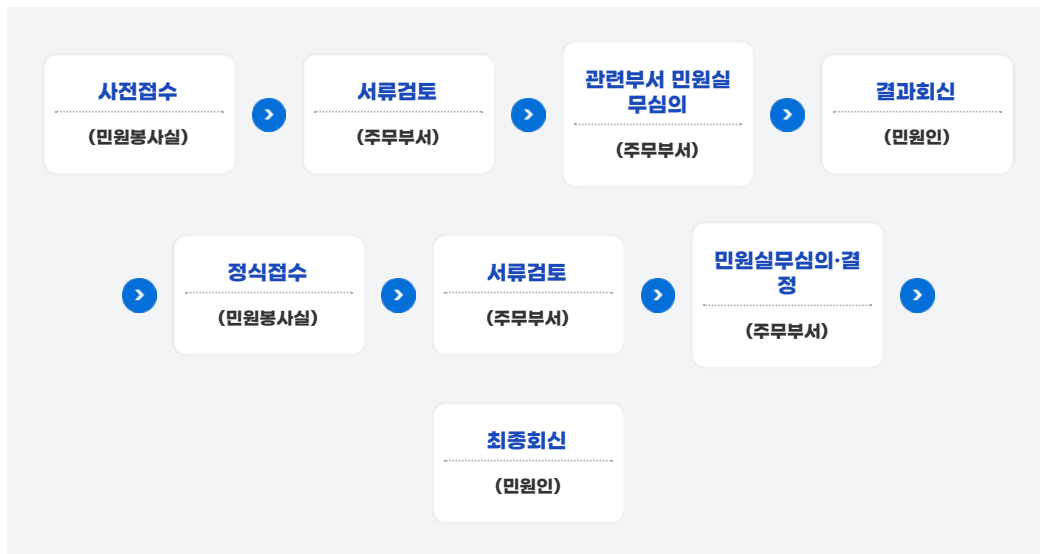 사전접수
(민원봉사실)
서류검토
(주무부서)
관련부서 민원실
무심의
(주무부서)
결과회신
(민원인)
정식접수
(민원봉사실)
서류검토
(주무부서)
민원실무심의·결
정
(주무부서)
최종회신
(민원인)